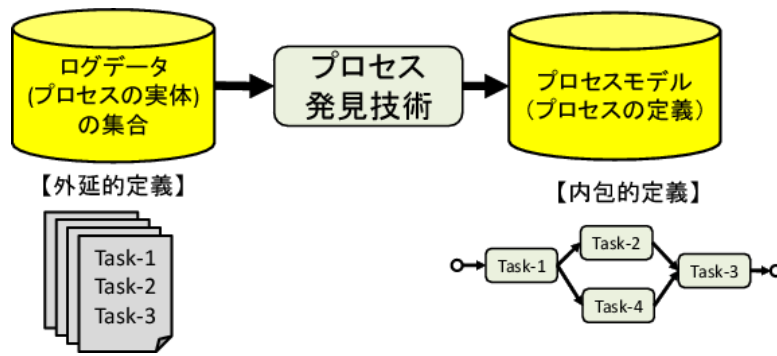 ログデータ
(プロセスの実体)
の集合
プロセス
発見技術
プロセスモデル
（プロセスの定義）
【外延的定義】
【内包的定義】
Task-1
Task-2
Task-3
Task-1
Task-2
Task-4
Task-3